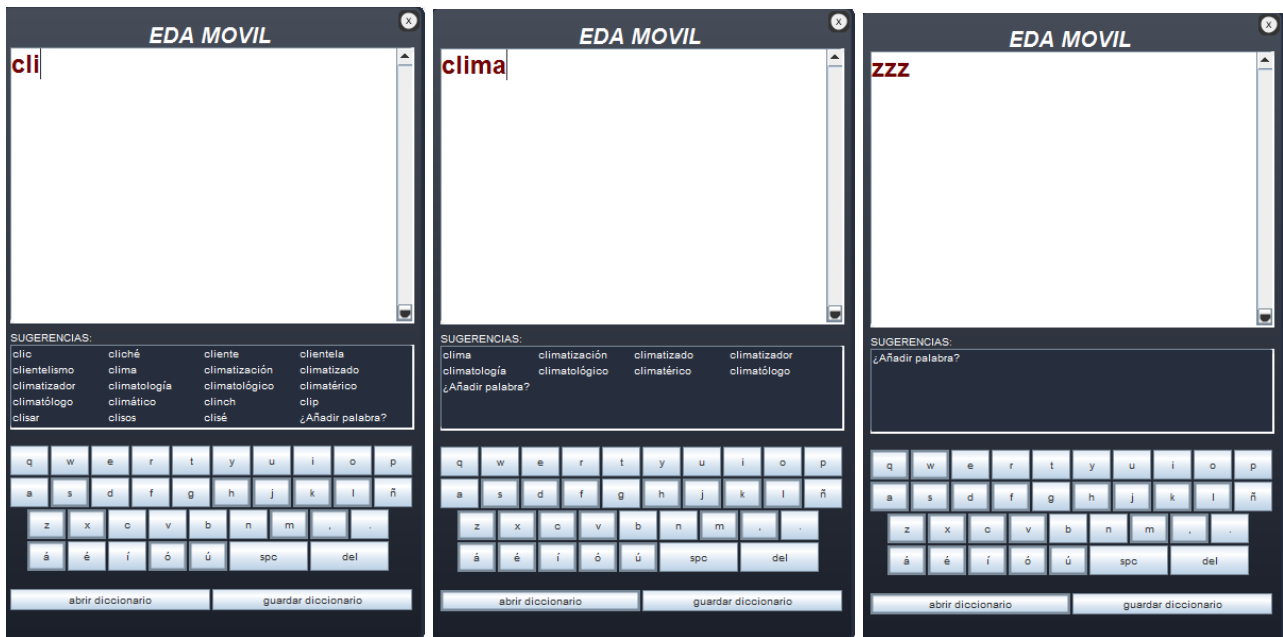 X
EDA MOVIL
cli
SUGERENCIAS:
clic cliché cliente clientela
clientelismo clima climatización climatizado
climatizador climatología climatológico climatérico
climatólogo climático clinch clip
clisar clisos clisé ¿Añadir palabra?
q w e r t y u i o p
a s d f g h j k l ñ
z x c v b n m , .
á é í ó ú spc del
abrir diccionario guardar diccionario
X
EDA MOVIL
clima
SUGERENCIAS:
clima climatización climatizado climatizador
climatología climatológico climatérico climatólogo
¿Añadir palabra?
q w e r t y u i o p
a s d f g h j k l ñ
z x c v b n m , .
á é í ó ú spc del
abrir diccionario guardar diccionario
X
EDA MOVIL
zzz
SUGERENCIAS:
¿Añadir palabra?
q w e r t y u i o p
a s d f g h j k l ñ
z x c v b n m , .
á é í ó ú spc del
abrir diccionario guardar diccionario